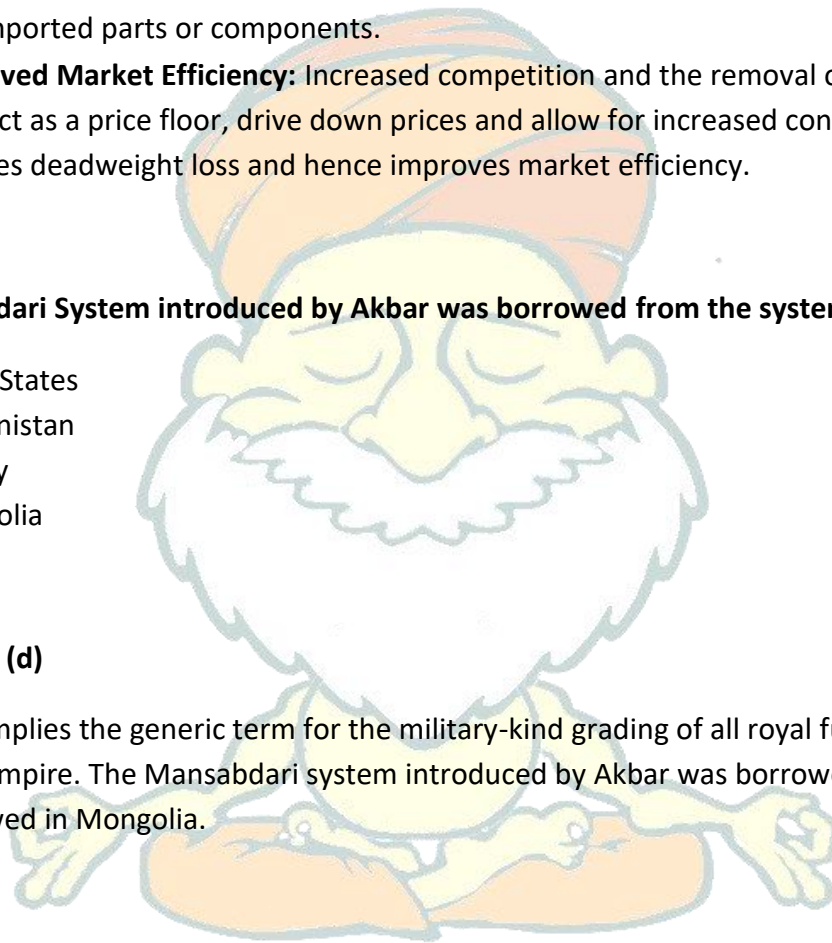 nported parts or components.
ved Market Efficiency: Increased competition and the removal o
ct as a price floor, drive down prices and allow for increased con
es deadweight loss and hence improves market efficiency.
dari System introduced by Akbar was borrowed from the syster
States
nistan
y
olia
(d)
nplies the generic term for the military-kind grading of all royal fu
mpire. The Mansabdari system introduced by Akbar was borrowe
ved in Mongolia.